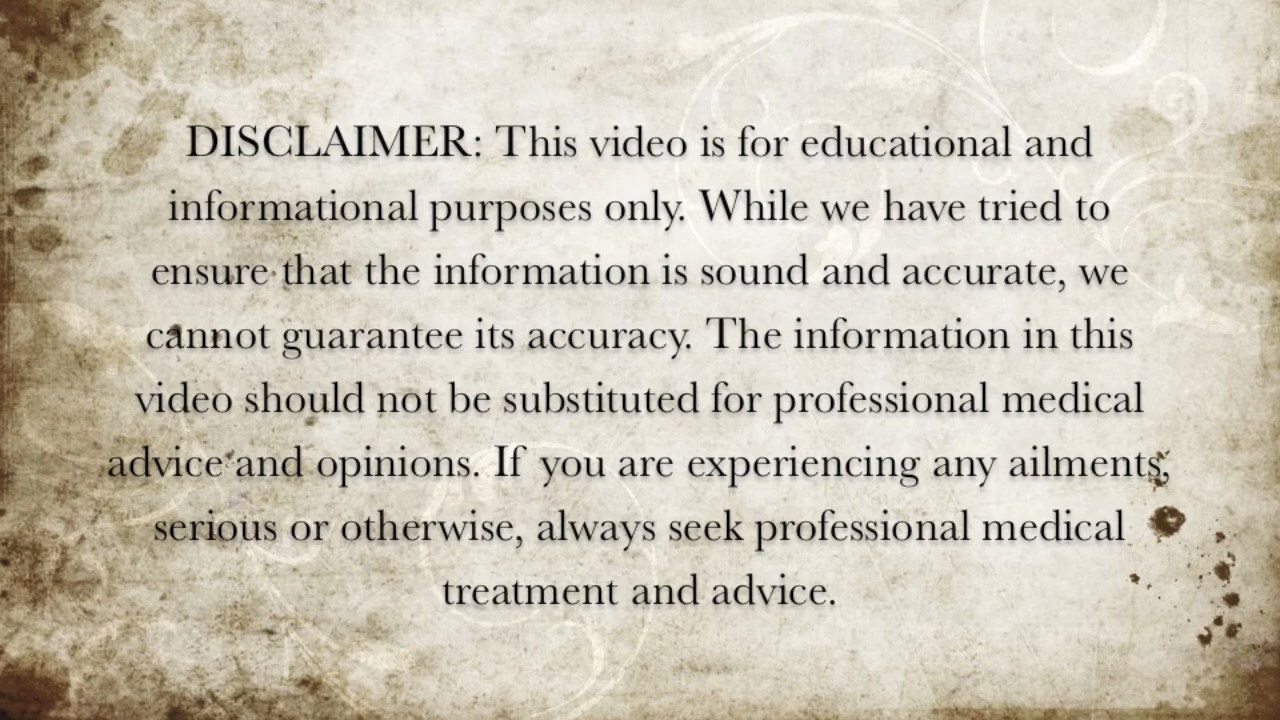 DISCLAIMER: This video is for educational and
informational purposes only. While we have tried to
ensure that the information is sound and accurate, we
cannot guarantee its accuracy. The information in this
video should not be substituted for professional medical
advice and opinions. If you are experiencing any ailments,
serious or otherwise, always seek professional medical
treatment and advice.